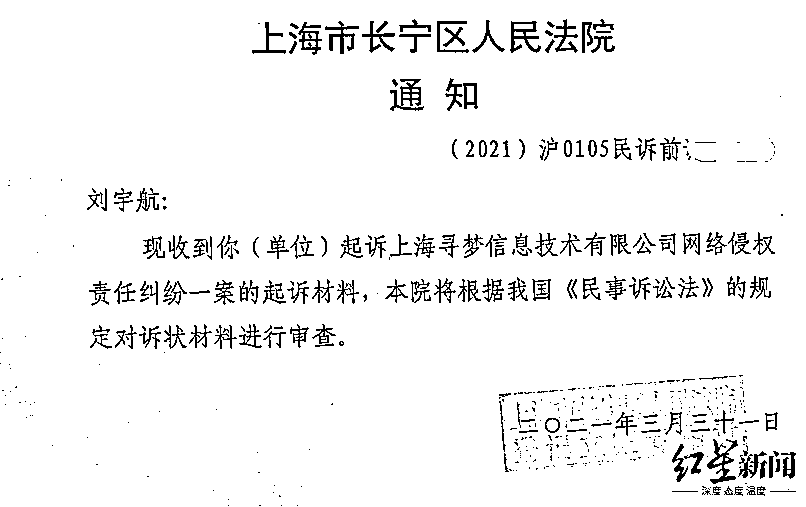 上海市长宁区人民法院
通 知
（2021）沪0105民诉前
刘宇航：
现收到你（单位）起诉上海寻梦信息技术有限公司网络侵权
责任纠纷一案的起诉材料，本院将根据我国《民事诉讼法》的规
定对诉状材料进行审查。
二〇二一年三月三十一日
红星新闻
深度 态度 温度